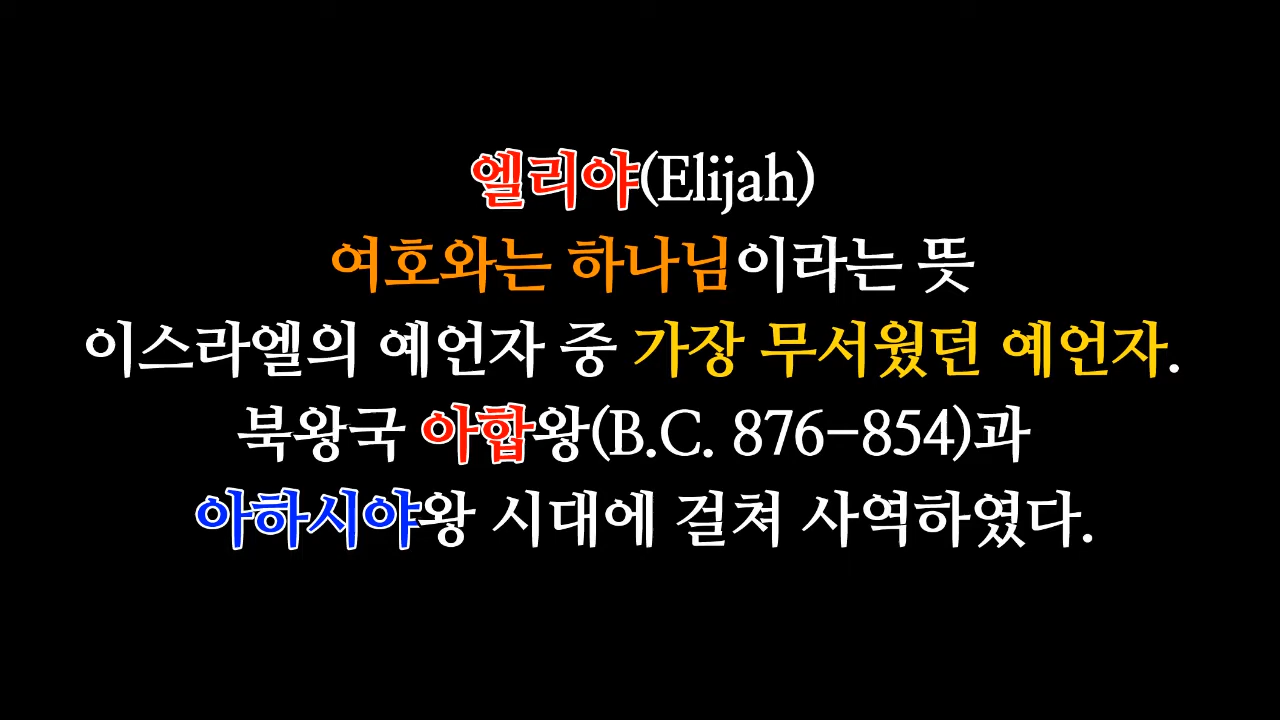 엘리야(Elijah)
여호와는 하나님이라는 뜻
이스라엘의 예언자 중 가장 무서웠던 예언자.
북왕국 아합왕(B.C. 876-854)과
아하시야왕 시대에 걸쳐 사역하였다.